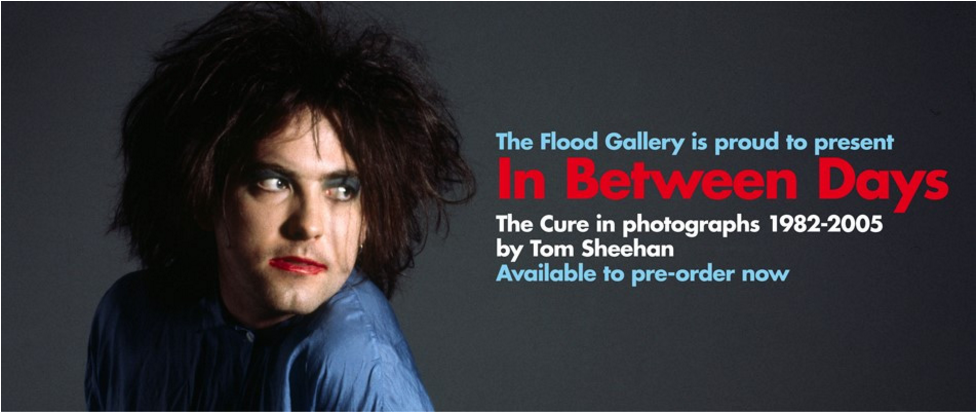 The Flood Gallery is proud to present
In Between Days
The Cure in photographs 1982-2005
by Tom Sheehan
Available to pre-order now